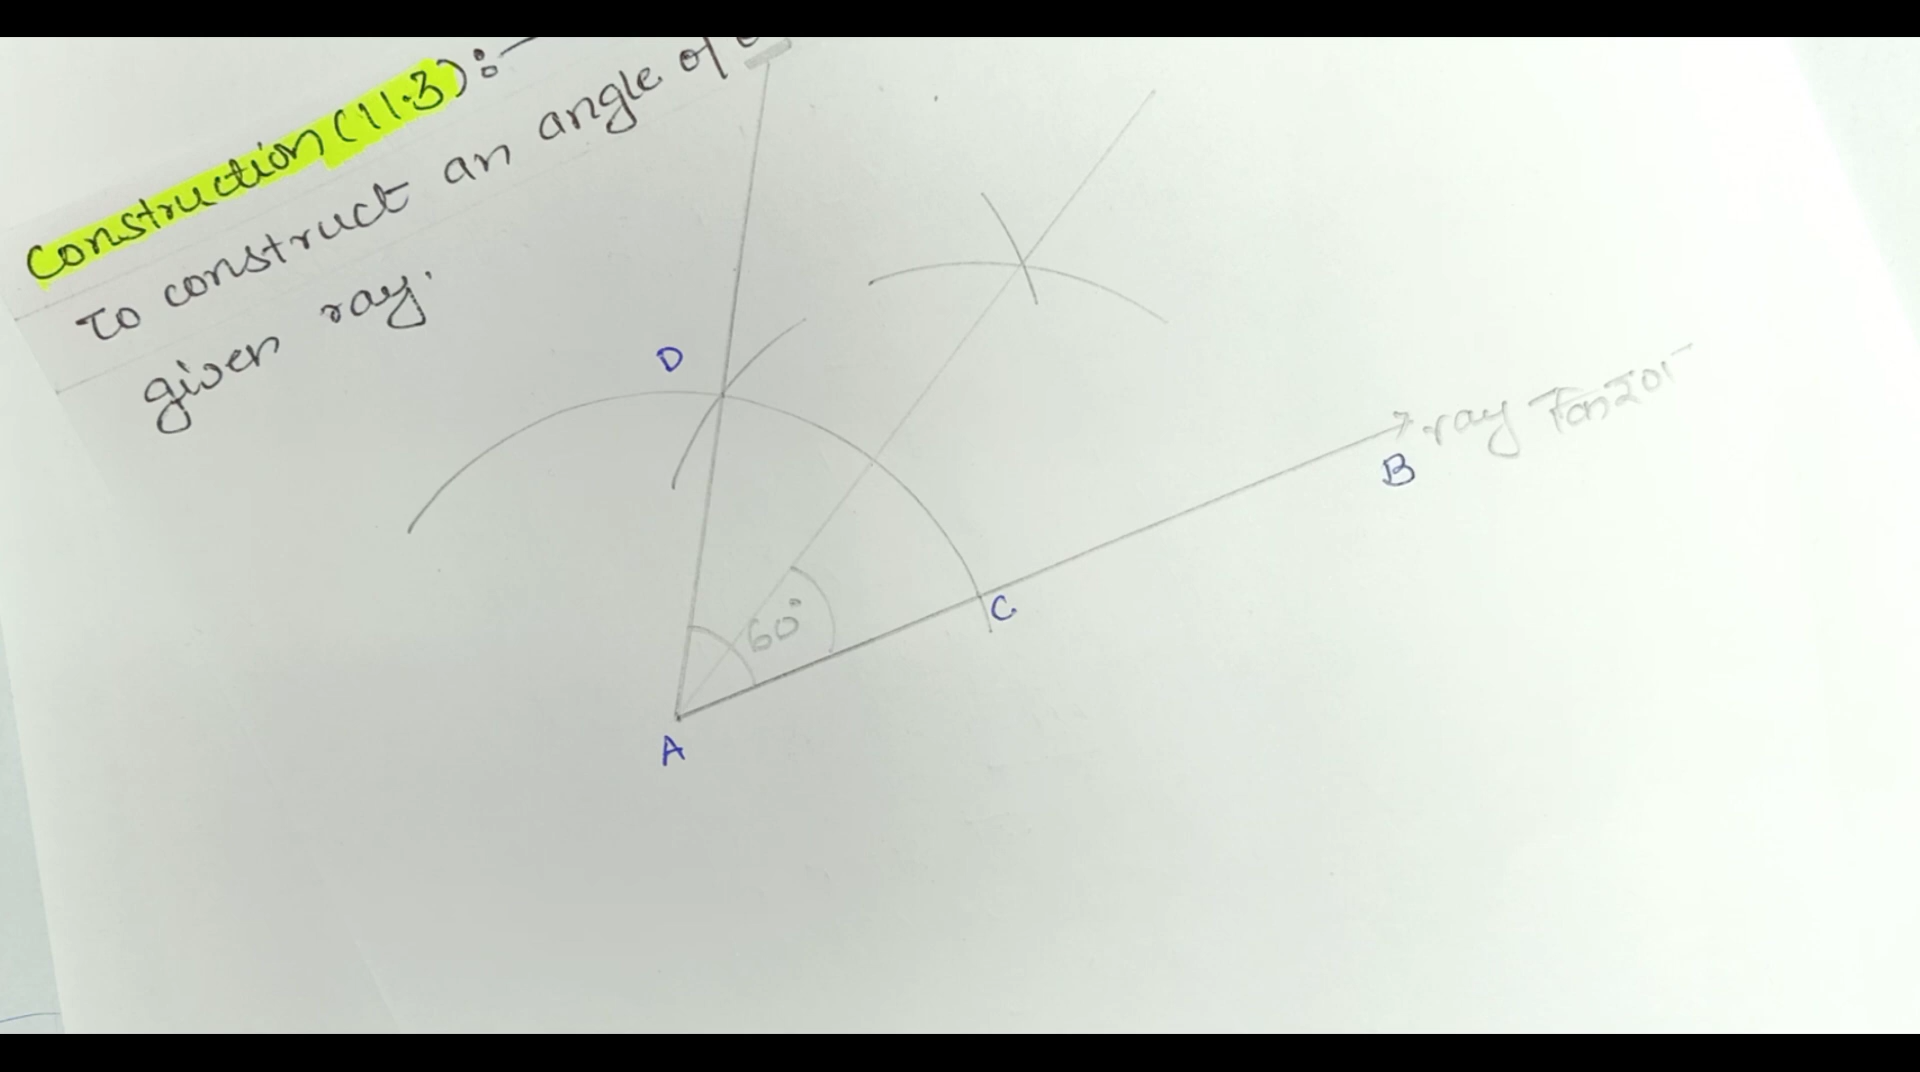 Construction (11.3):-
To construct an angle of
given ray.
D
ray
B
60°
C
A